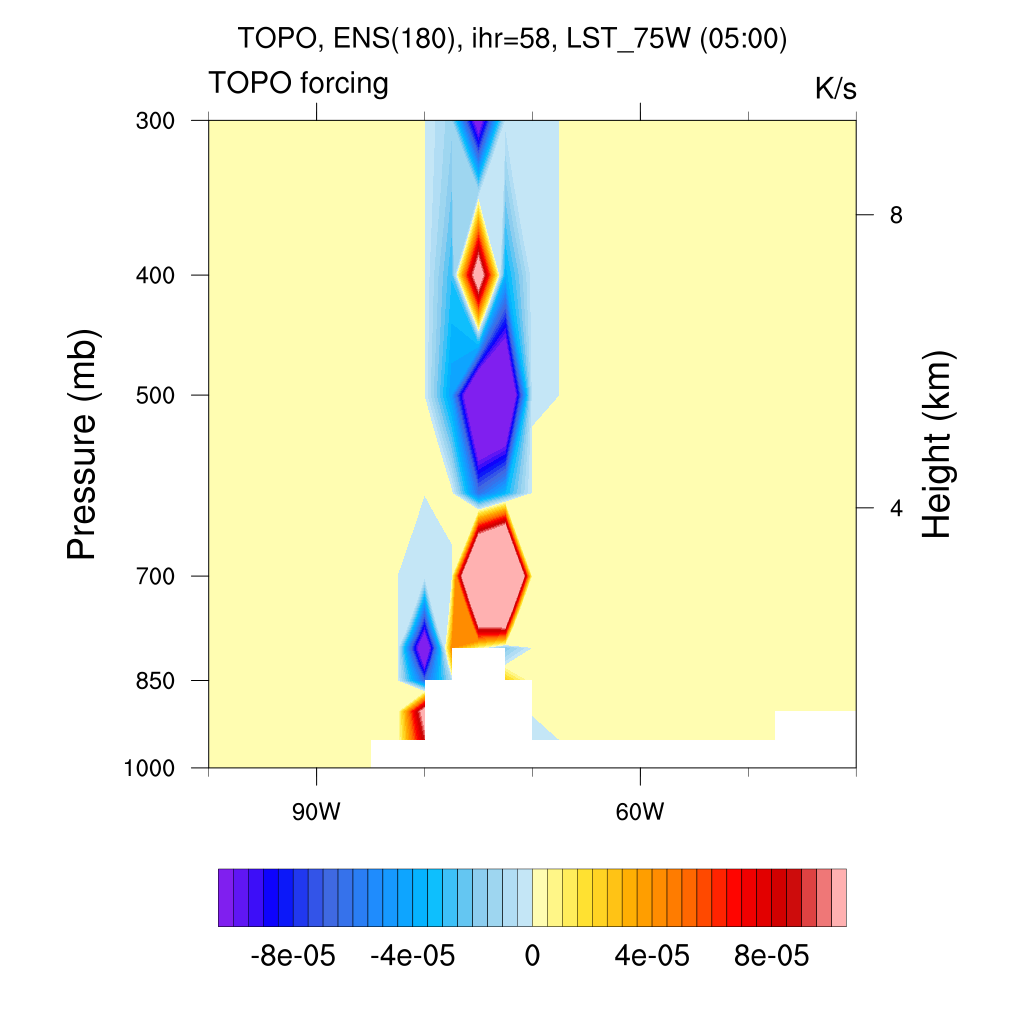 TOPO, ENS(180), ihr=58, LST_75W (05:00)
TOPO forcing
K/s
300
400
500
700
850
1000
Pressure (mb)
8
4
Height (km)
90W
60W
-8e-05
-4e-05
0
4e-05
8e-05